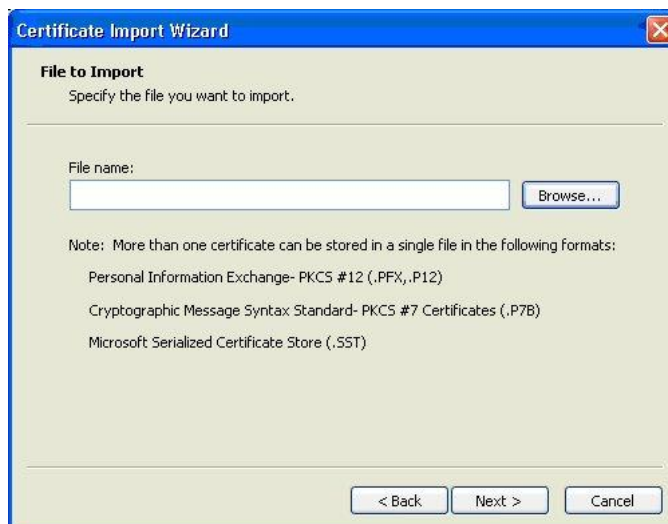 Certificate Import Wizard
File to Import
Specify the file you want to import.
File name:
Browse...
Note: More than one certificate can be stored in a single file in the following formats:
Personal Information Exchange- PKCS #12 (.PFX,.P12)
Cryptographic Message Syntax Standard- PKCS #7 Certificates (.P7B)
Microsoft Serialized Certificate Store (.SST)
< Back Next > Cancel